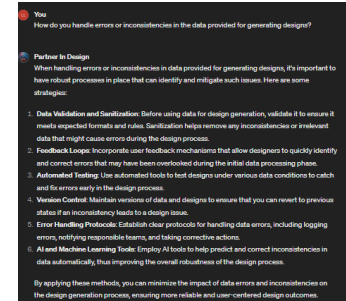 You
How do you handle errors or inconsistencies in the data provided for generating designs?
Partner In Design
When handling errors or inconsistencies in data provided for generating designs, it's important to
have robust processes in place that can identify and mitigate such issues. Here are some
strategies:
1. Data Validation and Sanitization: Before using data for design generation, validate it to ensure it
meets expected formats and rules. Sanitization helps remove any inconsistencies or irrelevant
data that might cause errors during the design process.
2. Feedback Loops: Incorporate user feedback mechanisms that allow designers to quickly identify
and correct errors that may have been overlooked during the initial data processing phase.
3. Automated Testing: Use automated tools to test designs under various data conditions to catch
and fix errors early in the design process.
4. Version Control: Maintain versions of data and designs to ensure that you can revert to previous
states if an inconsistency leads to a design issue.
5. Error Handling Protocols: Establish clear protocols for handling data errors, including logging
errors, notifying responsible teams, and taking corrective actions.
6. AI and Machine Learning Tools: Employ AI tools to help predict and correct inconsistencies in
data automatically, thus improving the overall robustness of the design process.
By applying these methods, you can minimize the impact of data errors and inconsistencies on
the design generation process, ensuring more reliable and user-centered design outcomes.